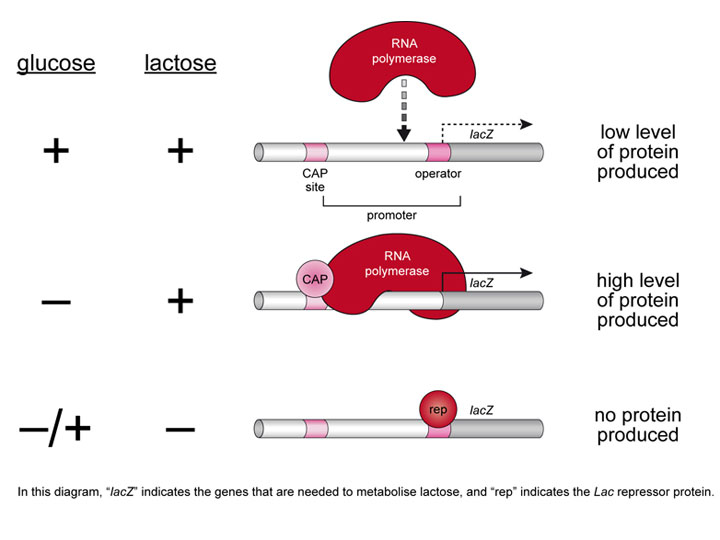 glucose lactose
RNA
polymerase
+ + lacZ low level
of protein
produced
CAP
site
operator
promoter
RNA
polymerase
CAP
– + lacZ high level
of protein
produced
–/+ – rep lacZ no protein
produced
In this diagram, “lacZ” indicates the genes that are needed to metabolise lactose, and “rep” indicates the Lac repressor protein.